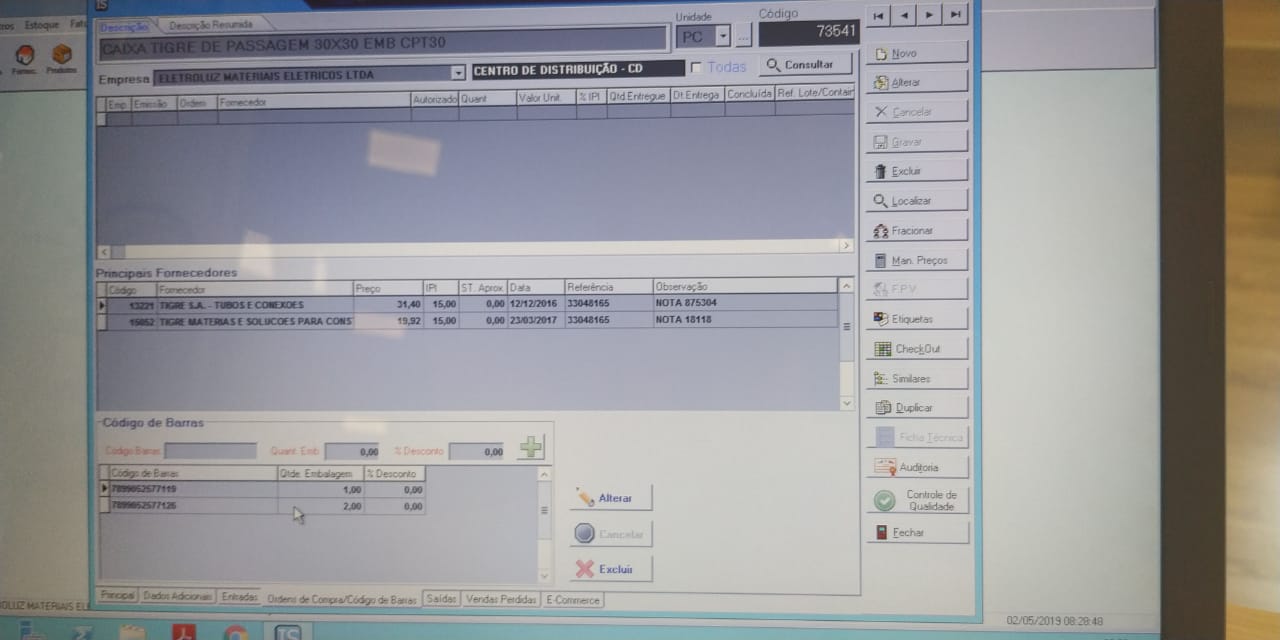 Estoque
Produtos
Descrição Descrição Resumida
Unidade
Código
CAIXA TIGRE DE PASSAGEM 30X30 EMB CPT30
PC
...
73541
Empresa ELETROLUZ MATERIAIS ELETRICOS LTDA
CENTRO DE DISTRIBUIÇÃO - CD
Todas
Consultar
Emp. Emissão Ordem Fornecedor Autorizado Quant Valor Unit. % IPI Qtd Entregue Dt Entrega Concluída Ref. Lote/Contain
Principais Fornecedores
Código Fornecedor Preço IPI ST. Aprox. Data Referência Observação
13221 TIGRE S.A. - TUBOS E CONEXOES 31,40 15,00 0,00 12/12/2016 33048165 NOTA 875304
15052 TIGRE MATERIAS E SOLUCOES PARA CONS 19,92 15,00 0,00 23/03/2017 33048165 NOTA 18118
Código de Barras
Código Barras
Quant. Emb.
0,00
% Desconto
0,00
Código de Barras Qtde. Embalagem % Desconto
7899052577119 1,00 0,00
7899052577126 2,00 0,00
Alterar
Cancelar
Excluir
Principal Dados Adicionais Entradas Ordens de Compra/Código de Barras Saídas Vendas Perdidas E-Commerce
Novo
Alterar
Cancelar
Gravar
Excluir
Localizar
Fracionar
Man. Preços
F.P.V
Etiquetas
CheckOut
Similares
Duplicar
Ficha Técnica
Auditoria
Controle de
Qualidade
Fechar
02/05/2019 08:28:48